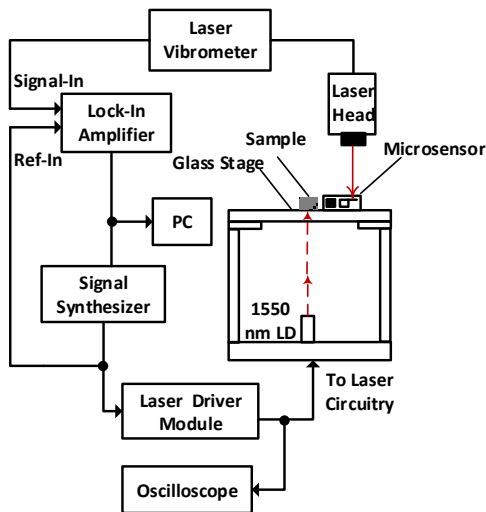 Laser
Vibrometer
Signal-In
Laser
Head
Lock-In
Amplifier
Sample
Microsensor
Ref-In
Glass Stage
PC
Signal
Synthesizer
1550
nm LD
To Laser
Circuitry
Laser Driver
Module
Oscilloscope